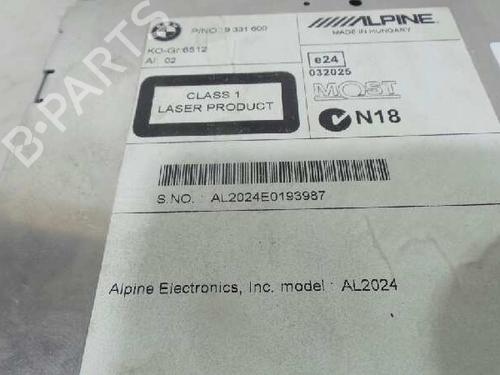 BMW
P/NO.: 9 331 600
ALPINE
MADE IN HUNGARY
KO-Gr 6512
AI: 02
e24
032025
CLASS 1
LASER PRODUCT
MOST
N18
S.NO.: AL2024E0193987
Alpine Electronics, Inc. model : AL2024
B-PARTS